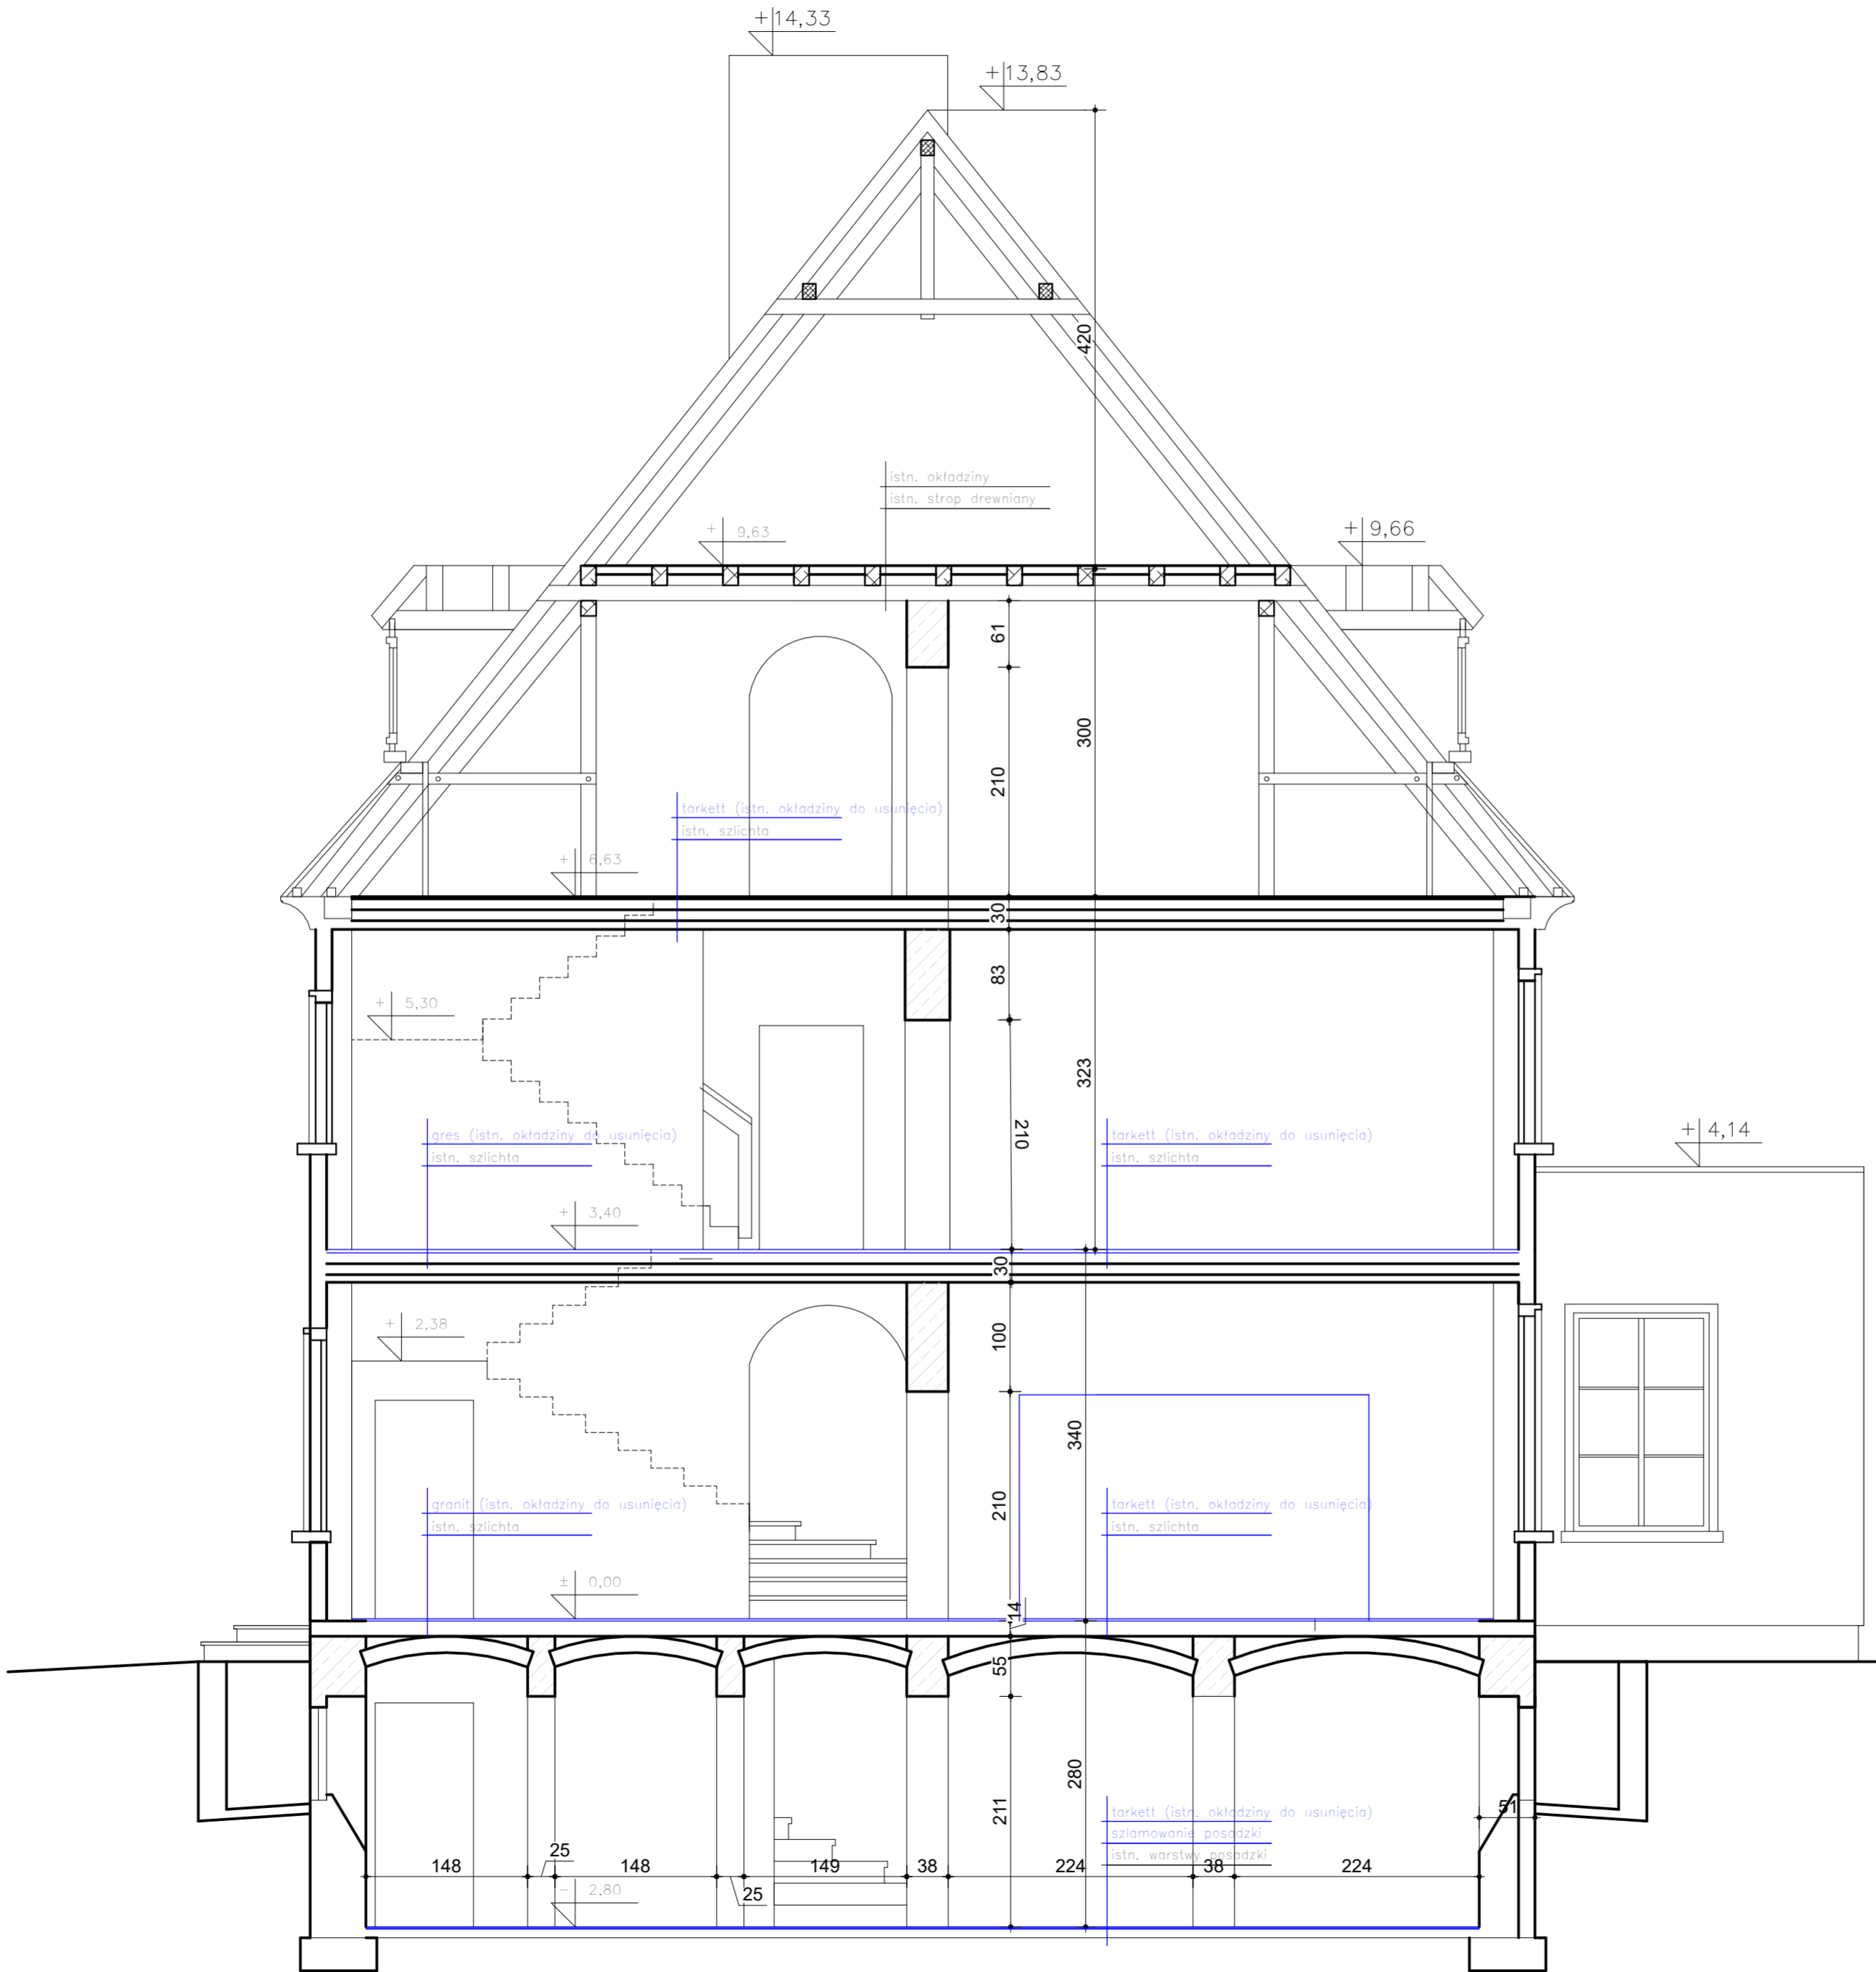 +14,33
+13,83
420
istn. okładziny
istn. strop drewniany
+ 9,63
+ 9,66
61
300
210
tarkett (istn. okładziny do usunięcia)
istn. szlichta
+ 6,63
30
83
+ 5,30
323
210
gres (istn. okładziny do usunięcia)
istn. szlichta
tarkett (istn. okładziny do usunięcia)
istn. szlichta
+ 4,14
+ 3,40
30
+ 2,38
100
340
210
granit (istn. okładziny do usunięcia)
istn. szlichta
tarkett (istn. okładziny do usunięcia)
istn. szlichta
± 0,00
14
55
280
211
tarkett (istn. okładziny do usunięcia)
szlamowanie posadzki
istn. warstwy posadzki
51
148
25
148
149
38
224
38
224
25
- 2,80